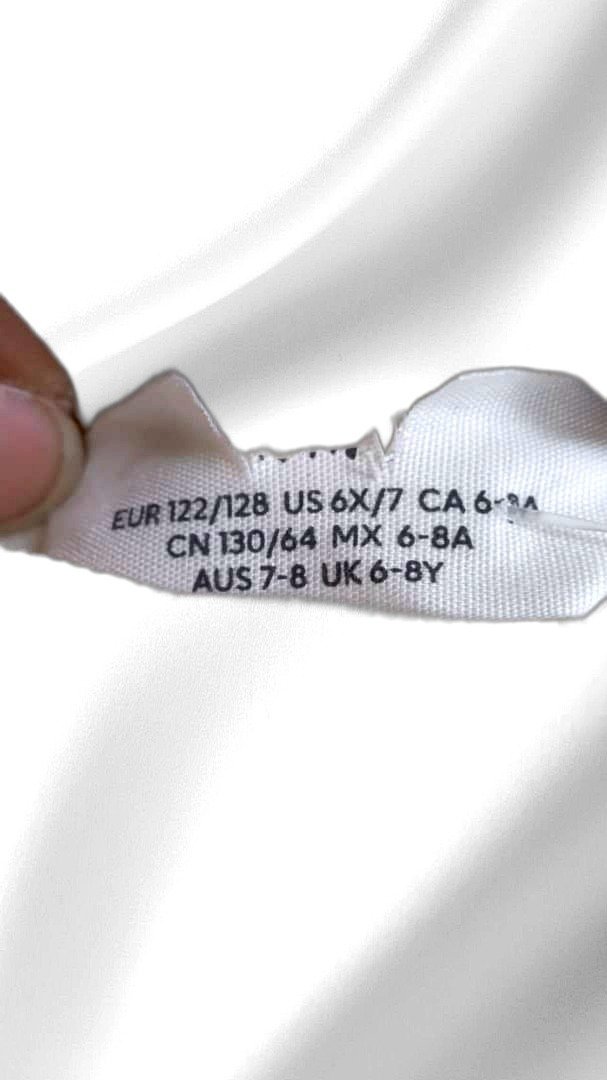 EUR 122/128 US 6X/7 CA 6-8A
CN 130/64 MX 6-8A
AUS 7-8 UK 6-8Y